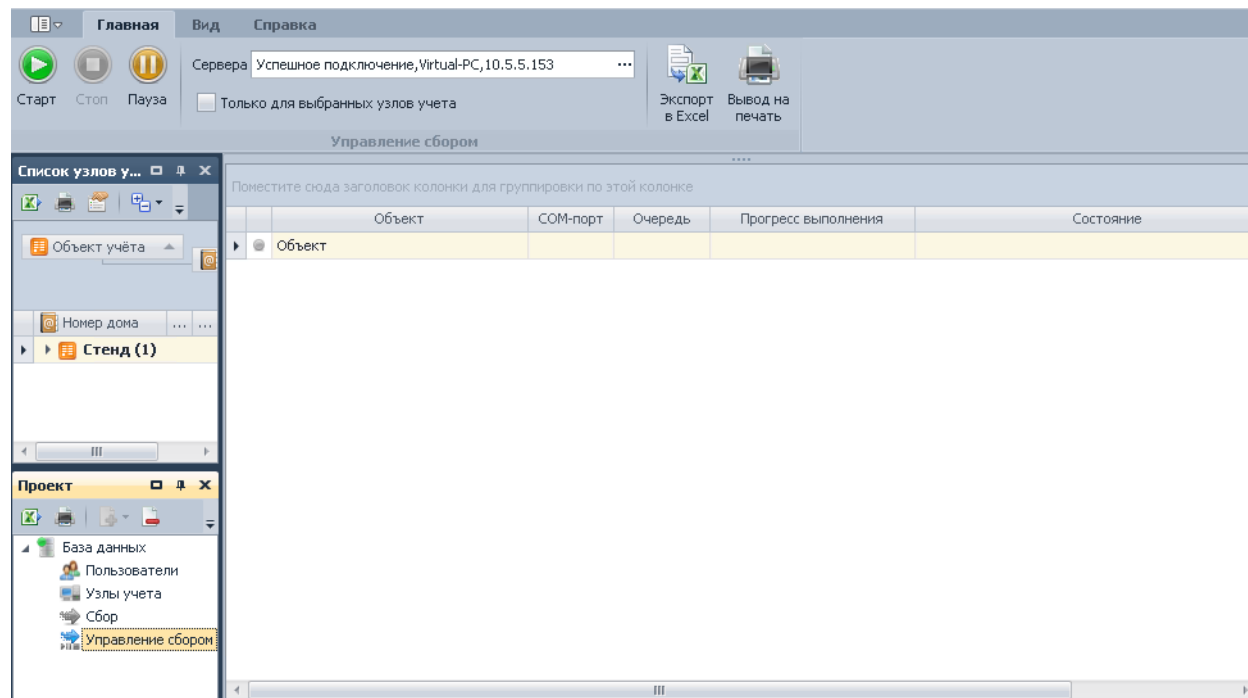 Главная Вид Справка
Сервера Успешное подключение,Virtual-PC,10.5.5.153 ...
Старт Стоп Пауза
Только для выбранных узлов учета
Экспорт в Excel
Вывод на печать
Управление сбором
Список узлов у...
Объект учёта
Номер дома ... ...
Стенд (1)
Поместите сюда заголовок колонки для группировки по этой колонке
Объект COM-порт Очередь Прогресс выполнения Состояние
Объект
Проект
База данных
Пользователи
Узлы учета
Сбор
Управление сбором